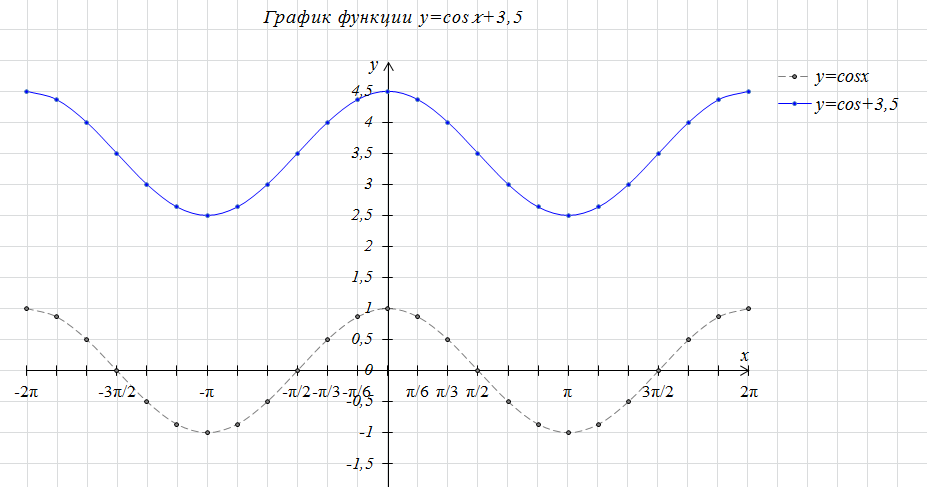 График функции y=cosx+3,5
y
y=cosx
y=cos+3,5
4,5
4
3,5
3
2,5
2
1,5
1
0,5
x
0
-2π -3π/2 -π -π/2 -π/3 -π/6 π/6 π/3 π/2 π 3π/2 2π
-0,5
-1
-1,5